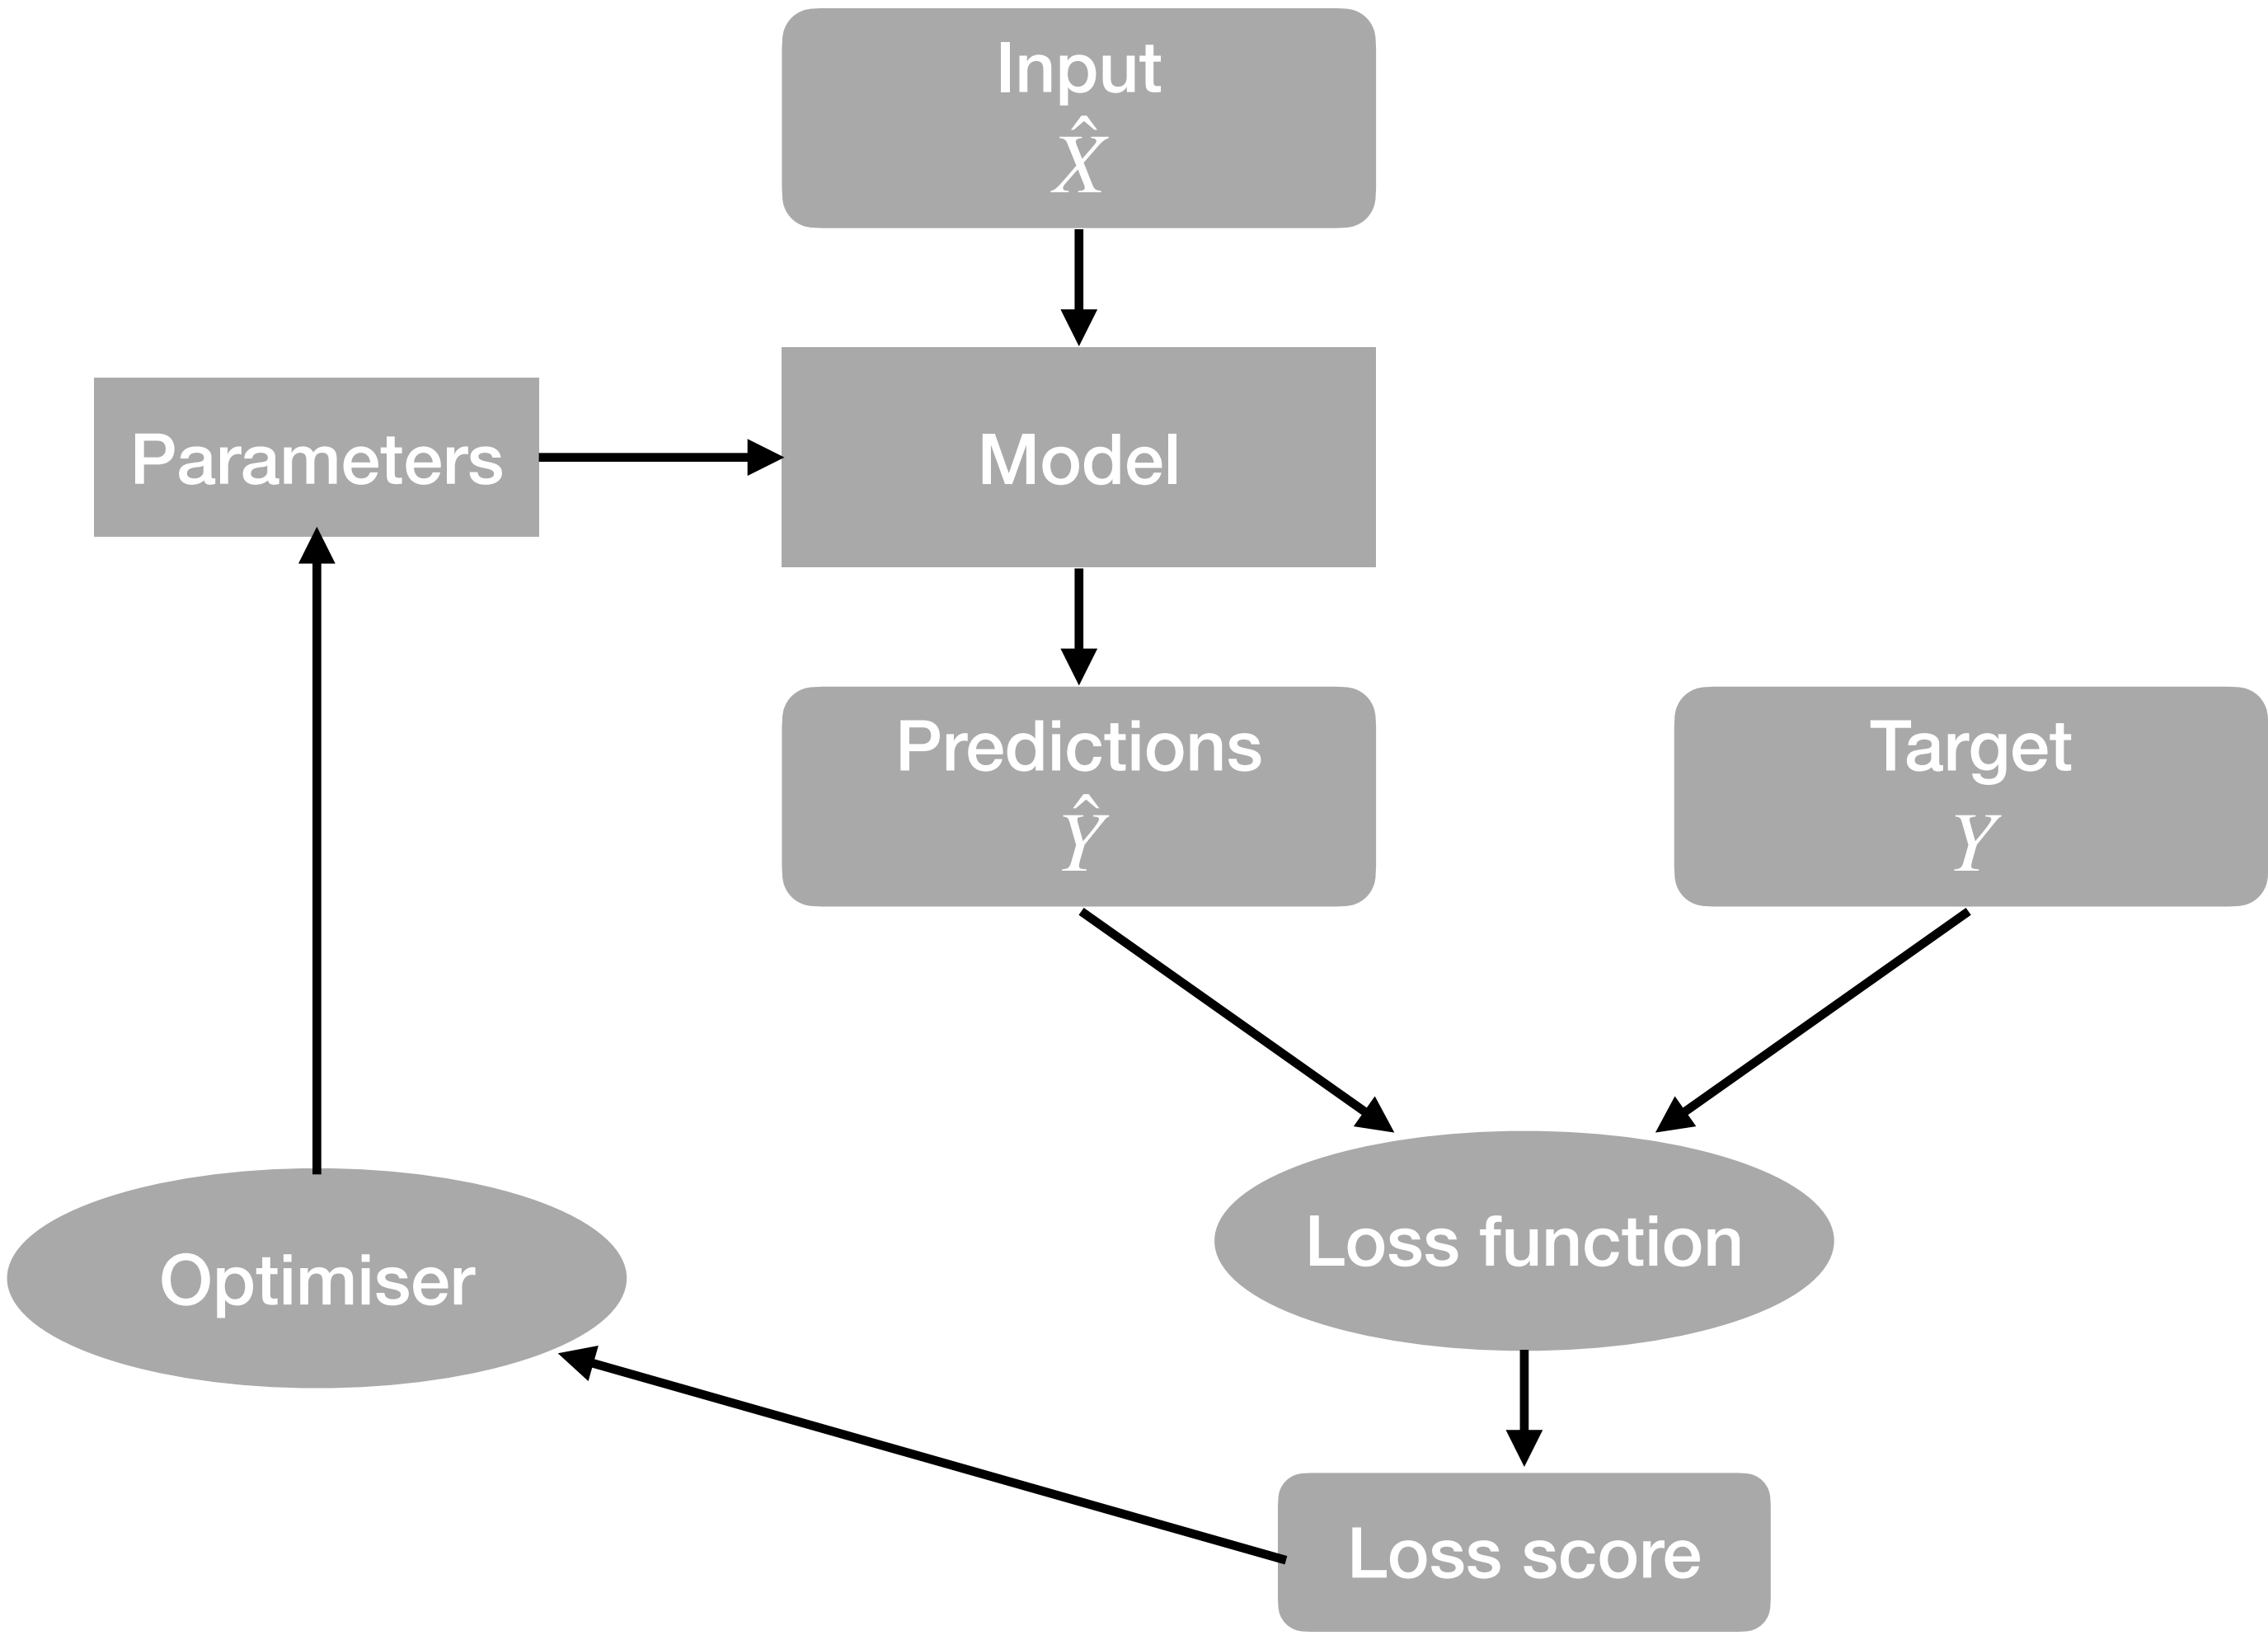 Input
X̂
Parameters
Model
Predictions
Ŷ
Target
Y
Optimiser
Loss function
Loss score